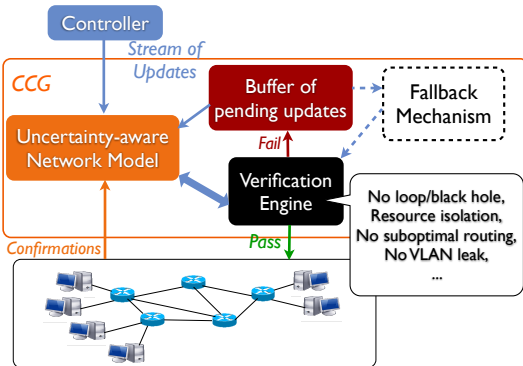 Controller
Stream of
Updates
CCG
Buffer of
pending updates
Fallback
Mechanism
Uncertainty-aware
Network Model
Fail
Verification
Engine
No loop/black hole,
Resource isolation,
No suboptimal routing,
No VLAN leak,
...
Confirmations
Pass